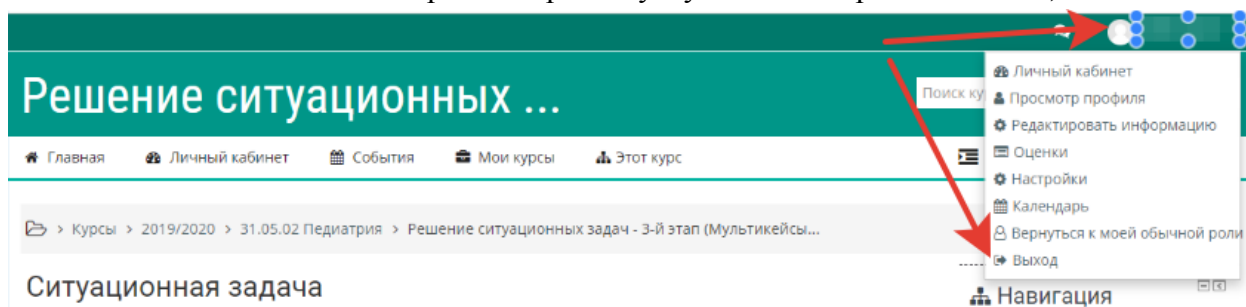 Решение ситуационных ...
Поиск ку
Личный кабинет
Просмотр профиля
Редактировать информацию
Оценки
Настройки
Календарь
Вернуться к моей обычной роли
Выход
Главная Личный кабинет События Мои курсы Этот курс
> Курсы > 2019/2020 > 31.05.02 Педиатрия > Решение ситуационных задач - 3-й этап (Мультикейсы...
Ситуационная задача
Навигация